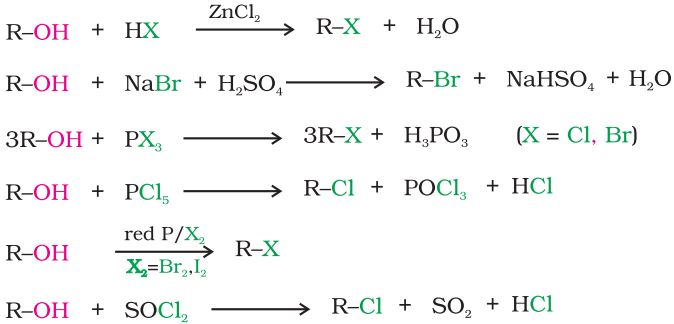 R–OH + HX ZnCl₂ ⟶ R–X + H₂O
R–OH + NaBr + H₂SO₄ ⟶ R–Br + NaHSO₄ + H₂O
3R–OH + PX₃ ⟶ 3R–X + H₃PO₃ (X = Cl, Br)
R–OH + PCl₅ ⟶ R–Cl + POCl₃ + HCl
R–OH red P/X₂ ⟶ X₂=Br₂,I₂ R–X
R–OH + SOCl₂ ⟶ R–Cl + SO₂ + HCl